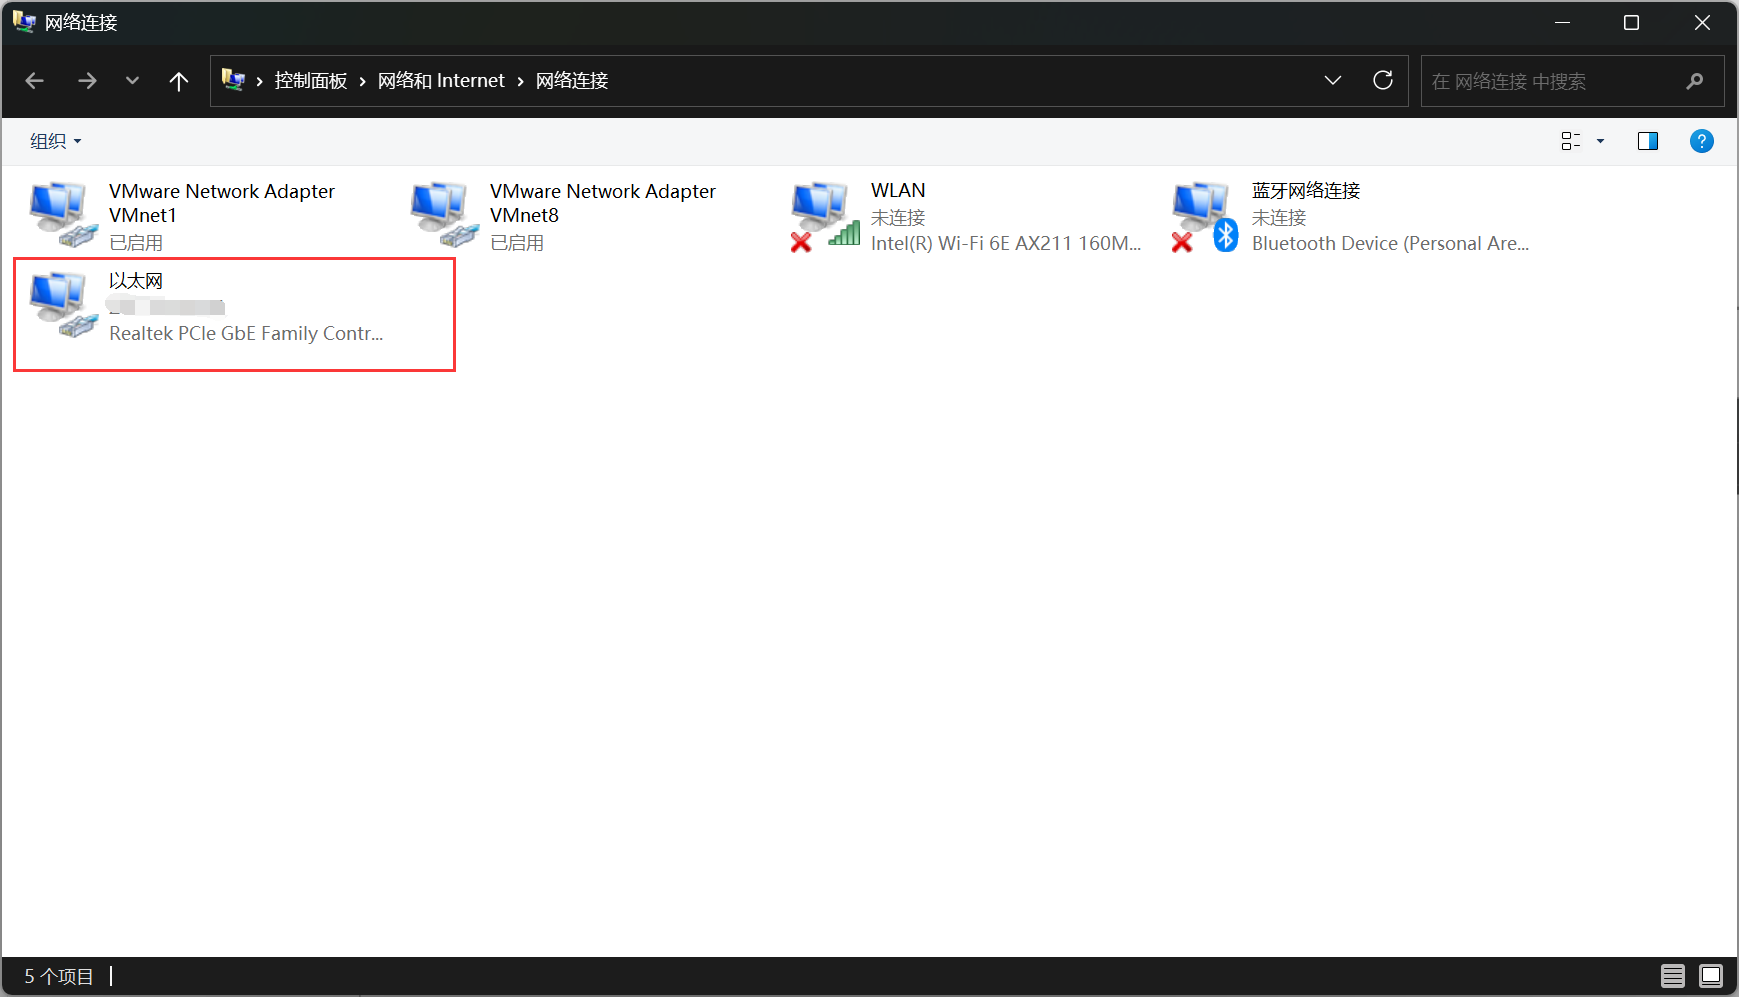 网络连接
控制面板 › 网络和 Internet › 网络连接
在 网络连接 中搜索
组织
VMware Network Adapter
VMnet1
已启用
VMware Network Adapter
VMnet8
已启用
WLAN
未连接
Intel(R) Wi-Fi 6E AX211 160M...
蓝牙网络连接
未连接
Bluetooth Device (Personal Are...
以太网
Realtek PCIe GbE Family Contr...
5 个项目